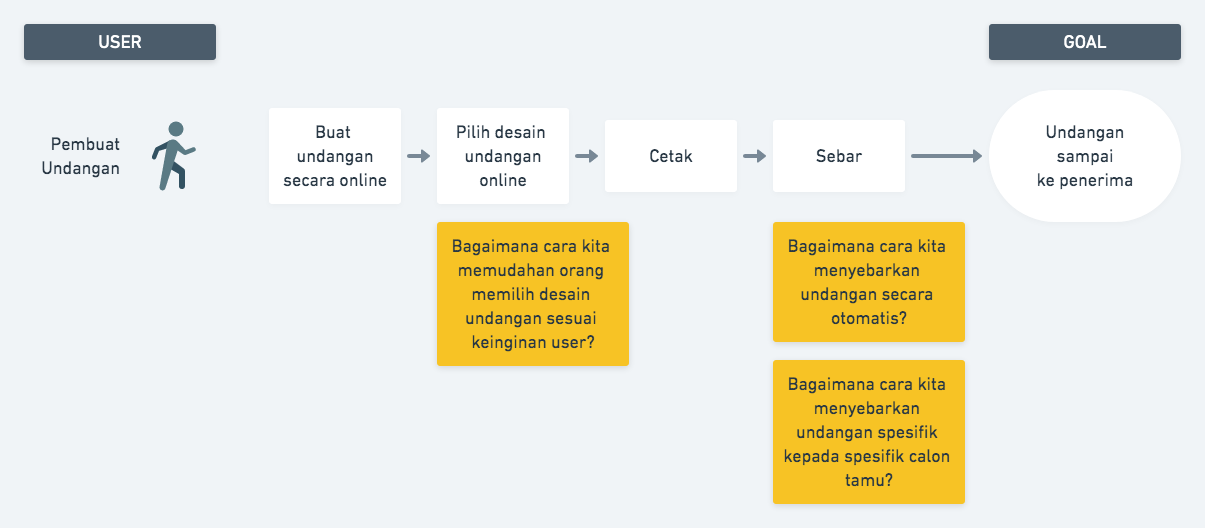 USER
GOAL
Pembuat
Undangan
Buat
undangan
secara online
Pilih desain
undangan
online
Cetak
Sebar
Undangan
sampai
ke penerima
Bagaimana cara kita
memudahan orang
memilih desain
undangan sesuai
keinginan user?
Bagaimana cara kita
menyebarkan
undangan secara
otomatis?
Bagaimana cara kita
menyebarkan
undangan spesifik
kepada spesifik calon
tamu?